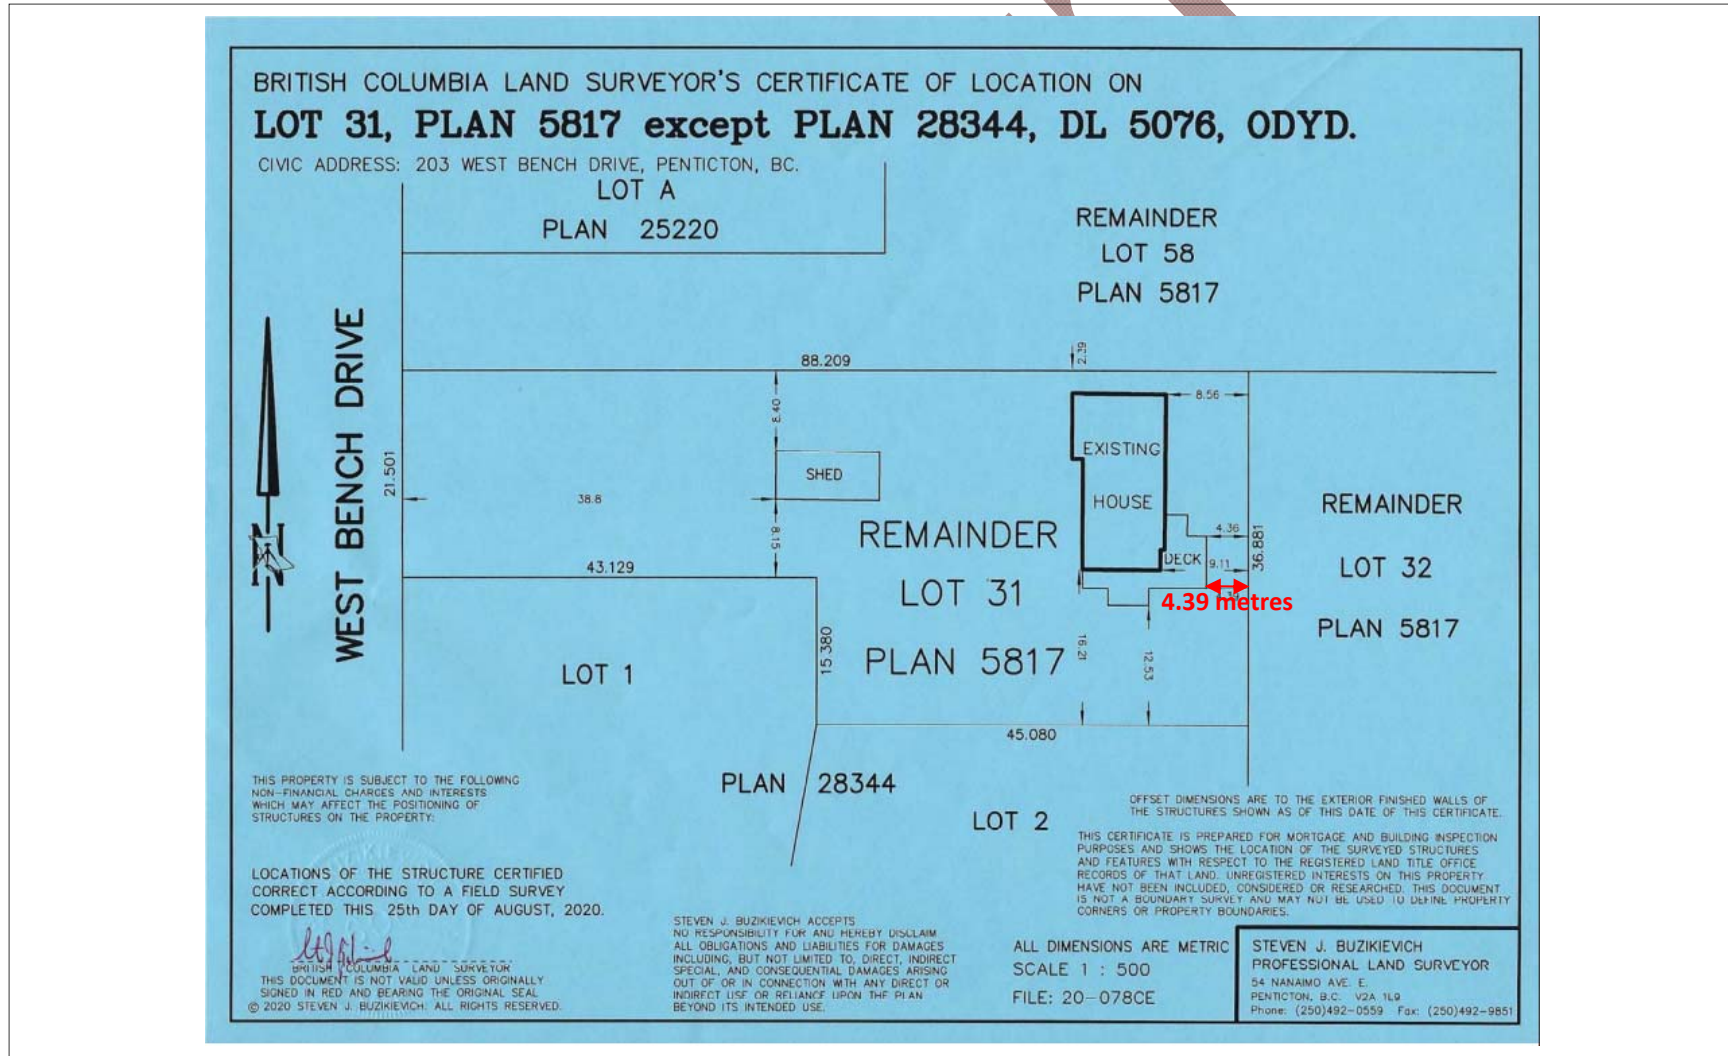 BRITISH COLUMBIA LAND SURVEYOR'S CERTIFICATE OF LOCATION ON
LOT 31, PLAN 5817 except PLAN 28344, DL 5076, ODYD.
CIVIC ADDRESS: 203 WEST BENCH DRIVE, PENTICTON, BC.
LOT A
PLAN 25220
REMAINDER
LOT 58
PLAN 5817
WEST BENCH DRIVE
N
88.209
2.39
8.56
8.40
21.501
SHED
38.8
8.15
43.129
EXISTING
HOUSE
DECK
4.36
9.11
36.881
4.39 metres
REMAINDER
LOT 31
PLAN 5817
REMAINDER
LOT 32
PLAN 5817
LOT 1
15.380
16.21
12.53
45.080
PLAN 28344
LOT 2
THIS PROPERTY IS SUBJECT TO THE FOLLOWING
NON-FINANCIAL CHARGES AND INTERESTS
WHICH MAY AFFECT THE POSITIONING OF
STRUCTURES ON THE PROPERTY:
LOCATIONS OF THE STRUCTURE CERTIFIED
CORRECT ACCORDING TO A FIELD SURVEY
COMPLETED THIS 25th DAY OF AUGUST, 2020.
BRITISH COLUMBIA LAND SURVEYOR
THIS DOCUMENT IS NOT VALID UNLESS ORIGINALLY
SIGNED IN RED AND BEARING THE ORIGINAL SEAL
© 2020 STEVEN J. BUZIKIEVICH. ALL RIGHTS RESERVED.
STEVEN J. BUZIKIEVICH ACCEPTS
NO RESPONSIBILITY FOR AND HEREBY DISCLAIM
ALL OBLIGATIONS AND LIABILITIES FOR DAMAGES
INCLUDING, BUT NOT LIMITED TO, DIRECT, INDIRECT
SPECIAL, AND CONSEQUENTIAL DAMAGES ARISING
OUT OF OR IN CONNECTION WITH ANY DIRECT OR
INDIRECT USE OR RELIANCE UPON THE PLAN
BEYOND ITS INTENDED USE.
OFFSET DIMENSIONS ARE TO THE EXTERIOR FINISHED WALLS OF
THE STRUCTURES SHOWN AS OF THIS DATE OF THIS CERTIFICATE.
THIS CERTIFICATE IS PREPARED FOR MORTGAGE AND BUILDING INSPECTION
PURPOSES AND SHOWS THE LOCATION OF THE SURVEYED STRUCTURES
AND FEATURES WITH RESPECT TO THE REGISTERED LAND TITLE OFFICE
RECORDS OF THAT LAND. UNREGISTERED INTERESTS ON THIS PROPERTY
HAVE NOT BEEN INCLUDED, CONSIDERED OR RESEARCHED. THIS DOCUMENT
IS NOT A BOUNDARY SURVEY AND MAY NOT BE USED TO DEFINE PROPERTY
CORNERS OR PROPERTY BOUNDARIES.
ALL DIMENSIONS ARE METRIC
SCALE 1 : 500
FILE: 20-078CE
STEVEN J. BUZIKIEVICH
PROFESSIONAL LAND SURVEYOR
54 NANAIMO AVE. E.
PENTICTON, B.C. V2A 1L9
Phone: (250)492-0559 Fax: (250)492-9851